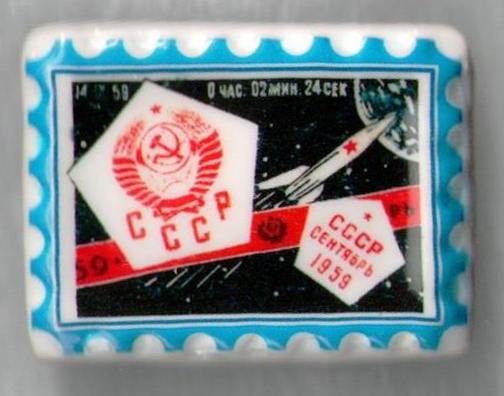 14 IX 59
0 ЧАС. 02 МИН. 24 СЕК
СССР
СССР
СЕНТЯБРЬ
1959